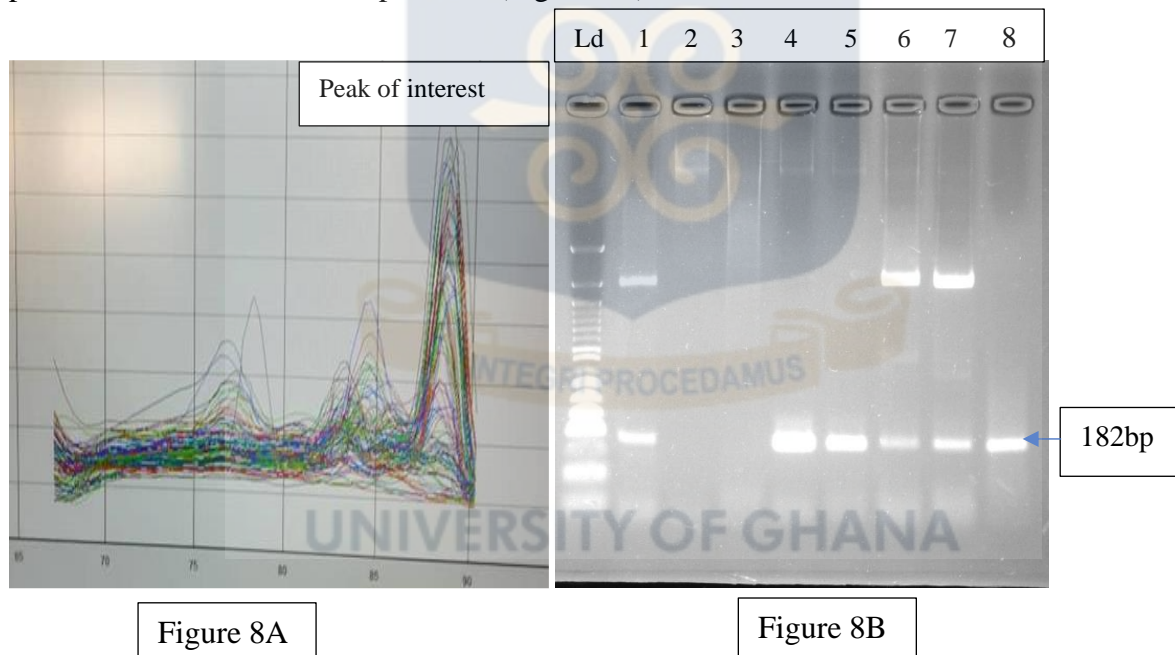 Peak of interest
65 70 75 80 85 90
Figure 8A
Ld 1 2 3 4 5 6 7 8
INTEGRI PROCEDAMUS
182bp
UNIVERSITY OF GHANA
Figure 8B